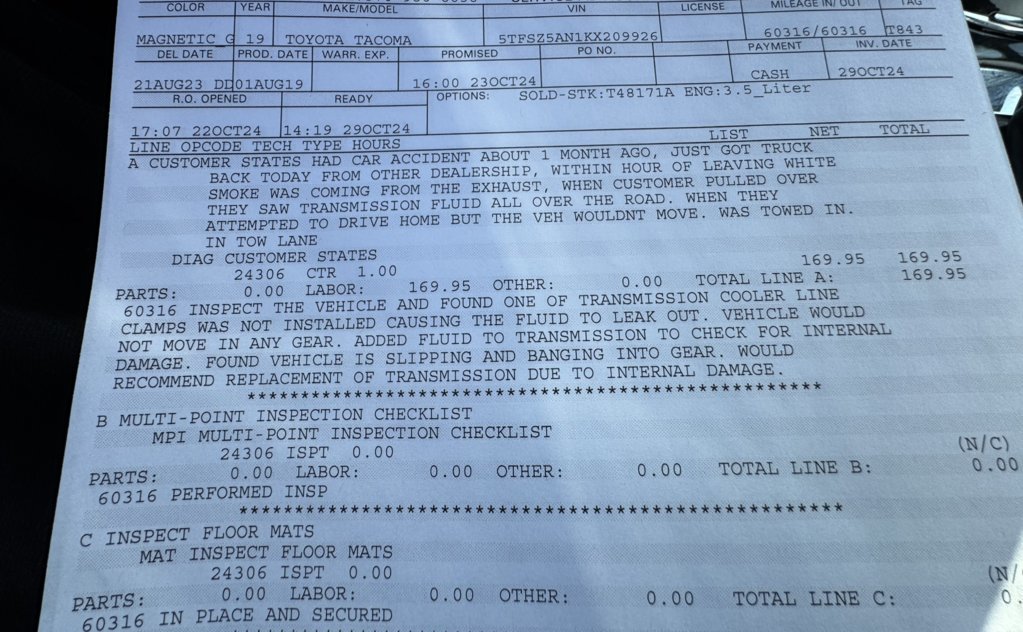 COLOR YEAR MAKE/MODEL VIN LICENSE MILEAGE IN/OUT TAG
MAGNETIC_G 19 TOYOTA TACOMA 5TFSZ5AN1KX209926 60316/60316 T843
DEL DATE PROD. DATE WARR. EXP. PROMISED PO NO. PAYMENT INV. DATE
21AUG23 DD 01AUG19 16:00 23OCT24 CASH 29OCT24
R.O. OPENED READY OPTIONS: SOLD-STK:T48171A ENG:3.5_Liter
17:07 22OCT24 14:19 29OCT24
LINE OPCODE TECH TYPE HOURS LIST NET TOTAL
A CUSTOMER STATES HAD CAR ACCIDENT ABOUT 1 MONTH AGO, JUST GOT TRUCK
BACK TODAY FROM OTHER DEALERSHIP, WITHIN HOUR OF LEAVING WHITE
SMOKE WAS COMING FROM THE EXHAUST, WHEN CUSTOMER PULLED OVER
THEY SAW TRANSMISSION FLUID ALL OVER THE ROAD. WHEN THEY
ATTEMPTED TO DRIVE HOME BUT THE VEH WOULDNT MOVE. WAS TOWED IN.
IN TOW LANE
DIAG CUSTOMER STATES
24306 CTR 1.00 169.95 169.95
PARTS: 0.00 LABOR: 169.95 OTHER: 0.00 TOTAL LINE A: 169.95
60316 INSPECT THE VEHICLE AND FOUND ONE OF TRANSMISSION COOLER LINE
CLAMPS WAS NOT INSTALLED CAUSING THE FLUID TO LEAK OUT. VEHICLE WOULD
NOT MOVE IN ANY GEAR. ADDED FLUID TO TRANSMISSION TO CHECK FOR INTERNAL
DAMAGE. FOUND VEHICLE IS SLIPPING AND BANGING INTO GEAR. WOULD
RECOMMEND REPLACEMENT OF TRANSMISSION DUE TO INTERNAL DAMAGE.
****************************************************
B MULTI-POINT INSPECTION CHECKLIST
MPI MULTI-POINT INSPECTION CHECKLIST
24306 ISPT 0.00 (N/C)
PARTS: 0.00 LABOR: 0.00 OTHER: 0.00 TOTAL LINE B: 0.00
60316 PERFORMED INSP
****************************************************
C INSPECT FLOOR MATS
MAT INSPECT FLOOR MATS
24306 ISPT 0.00 (N/
PARTS: 0.00 LABOR: 0.00 OTHER: 0.00 TOTAL LINE C: 0.
60316 IN PLACE AND SECURED